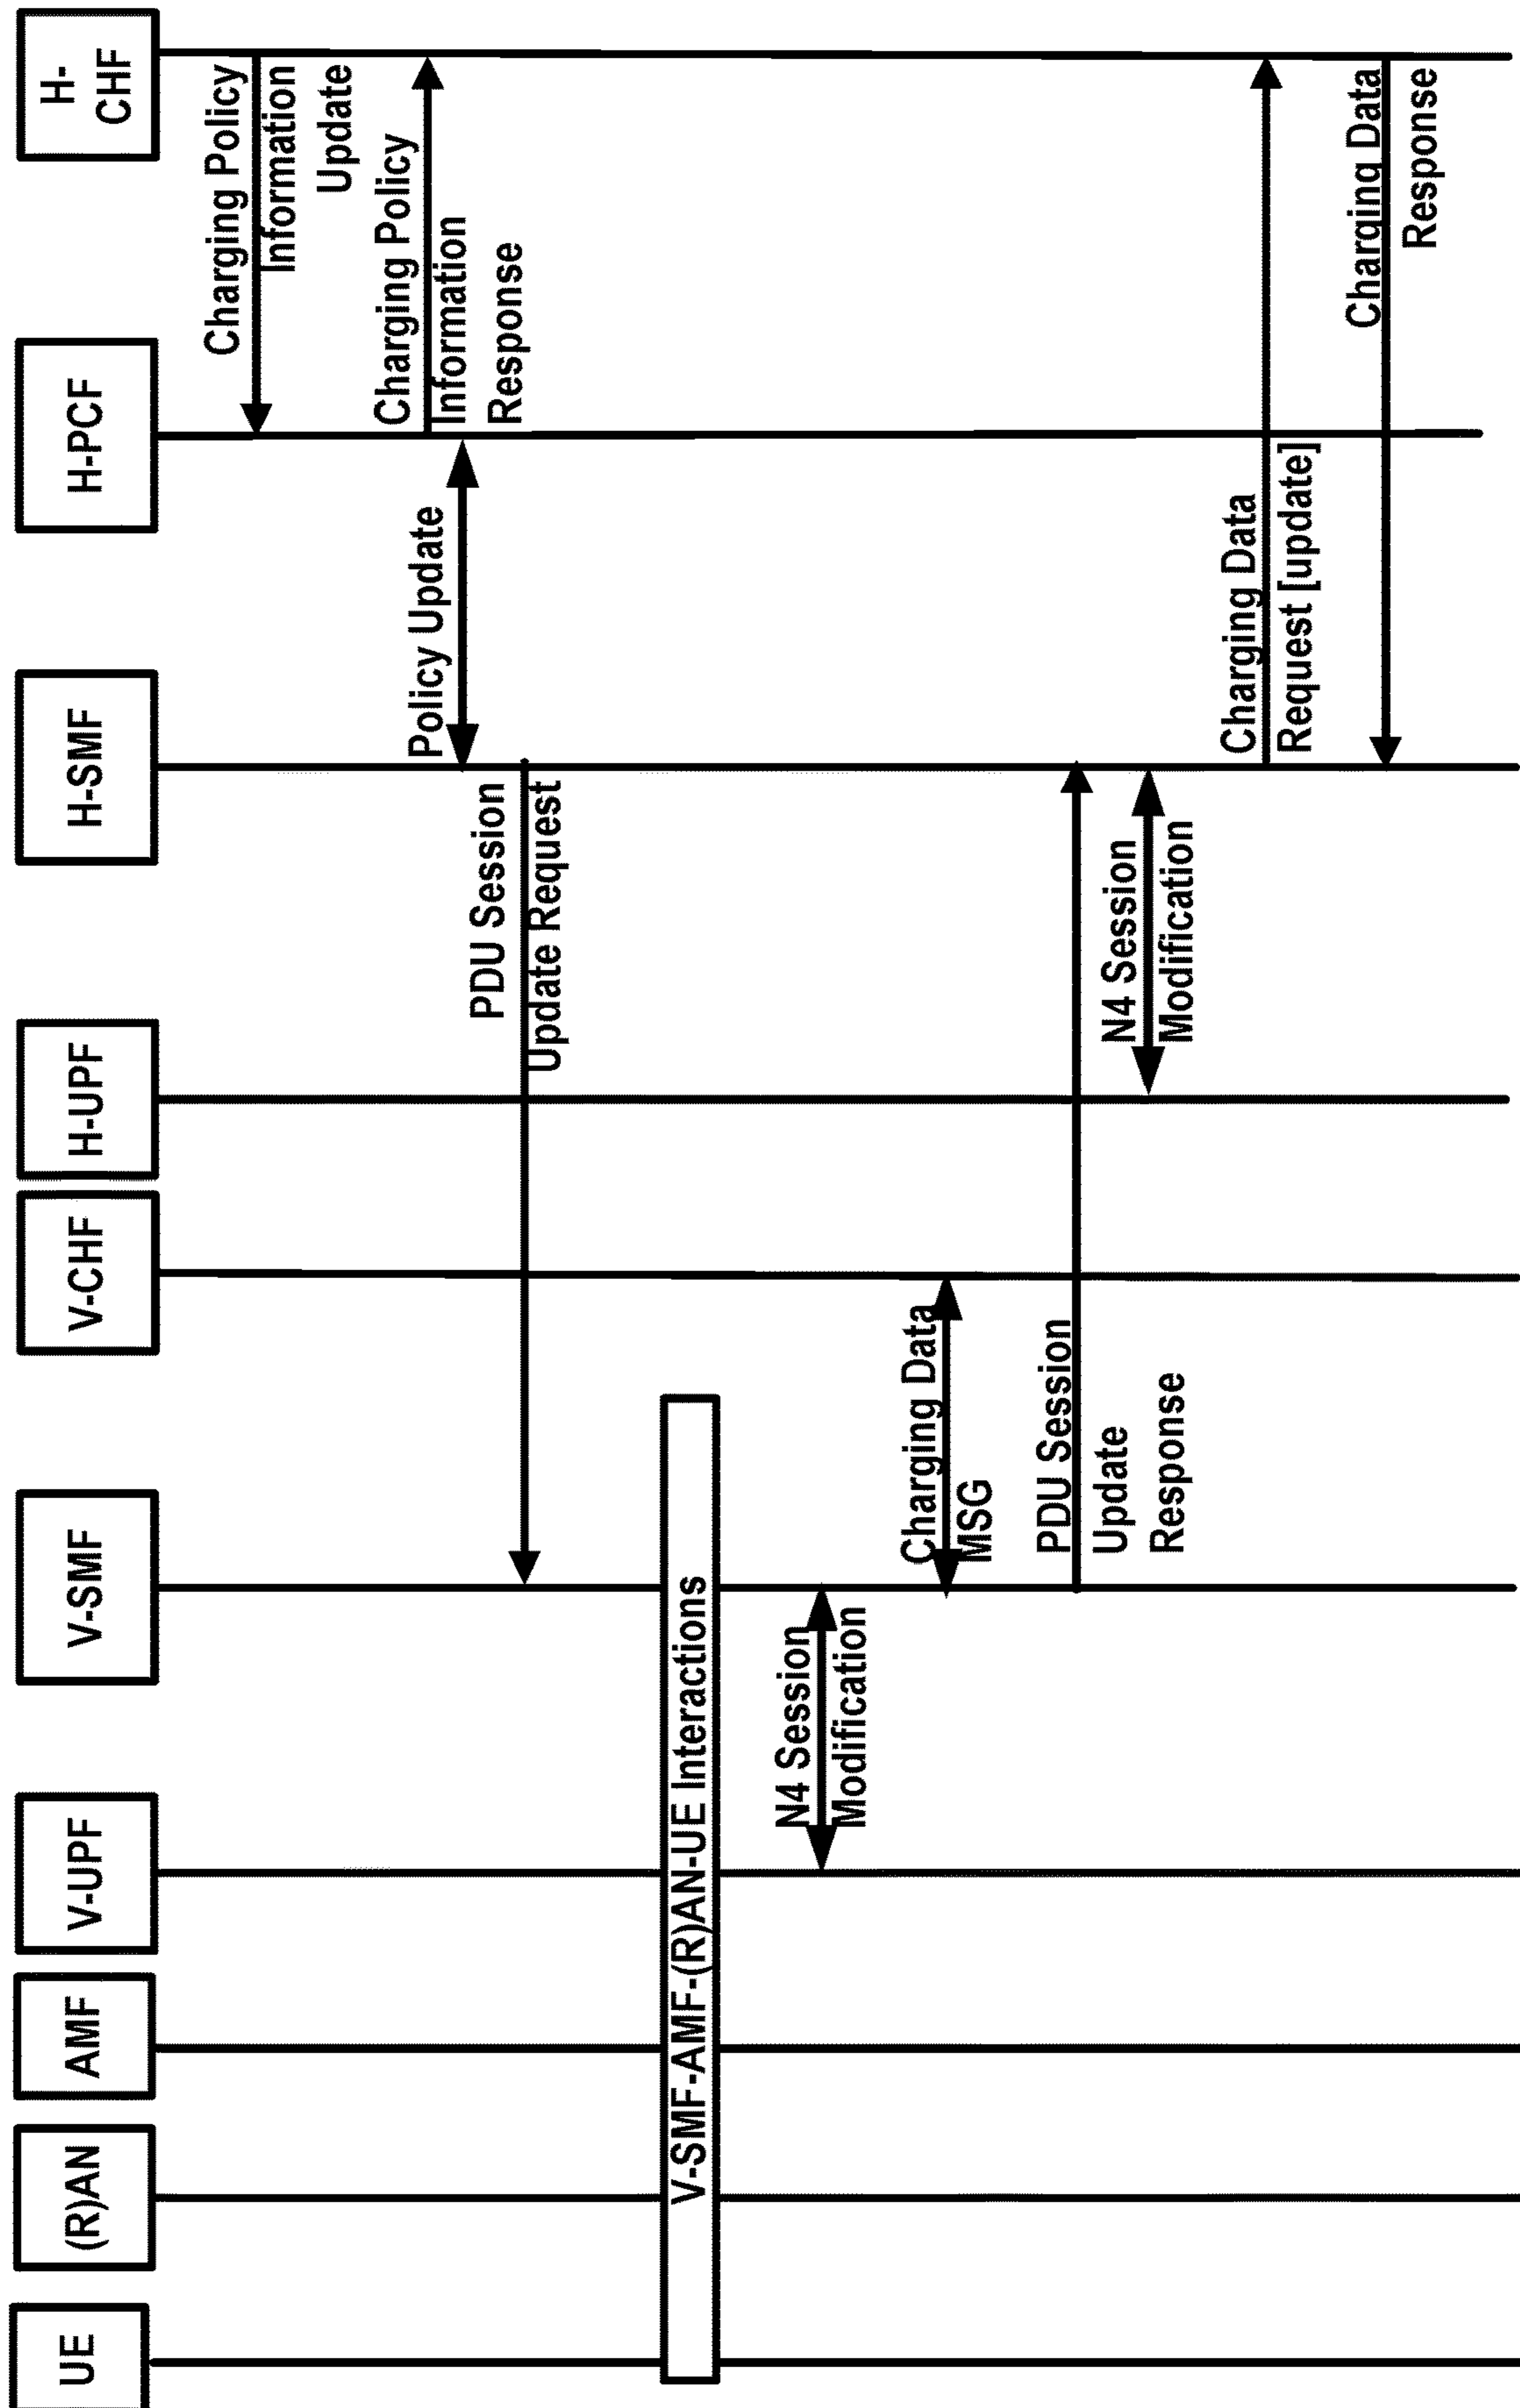 UE
(R)AN
AMF
V-UPF
V-SMF
V-CHF
H-UPF
H-SMF
H-PCF
H-
CHF
Charging Policy
Information
Update
Charging Policy
Information
Response
Policy Update
PDU Session
Update Request
V-SMF-AMF-(R)AN-UE Interactions
N4 Session
Modification
Charging Data
MSG
PDU Session
Update
Response
N4 Session
Modification
Charging Data
Request [update]
Charging Data
Response